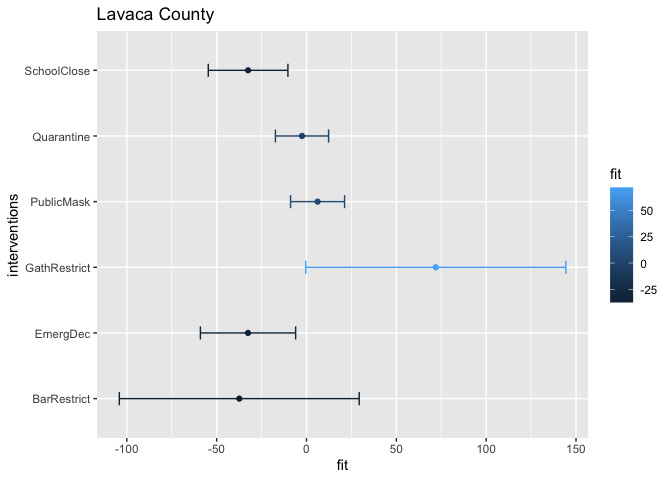 Lavaca County
SchoolClose
Quarantine
PublicMask
GathRestrict
EmergDec
BarRestrict
interventions
-100 -50 0 50 100 150
fit
fit
50
25
0
-25